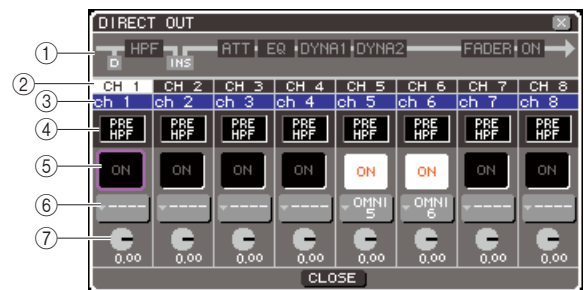 DIRECT OUT
① HPF ATT EQ DYNA1 DYNA2 FADER ON
D INS
② CH 1 CH 2 CH 3 CH 4 CH 5 CH 6 CH 7 CH 8
③ ch 1 ch 2 ch 3 ch 4 ch 5 ch 6 ch 7 ch 8
④ PRE PRE PRE PRE PRE PRE PRE PRE
HPF HPF HPF HPF HPF HPF HPF HPF
⑤ ON ON ON ON ON ON ON ON
⑥ ---- ---- ---- ---- OMNI 5 OMNI 6 ---- ----
⑦ 0.00 0.00 0.00 0.00 0.00 0.00 0.00 0.00
CLOSE